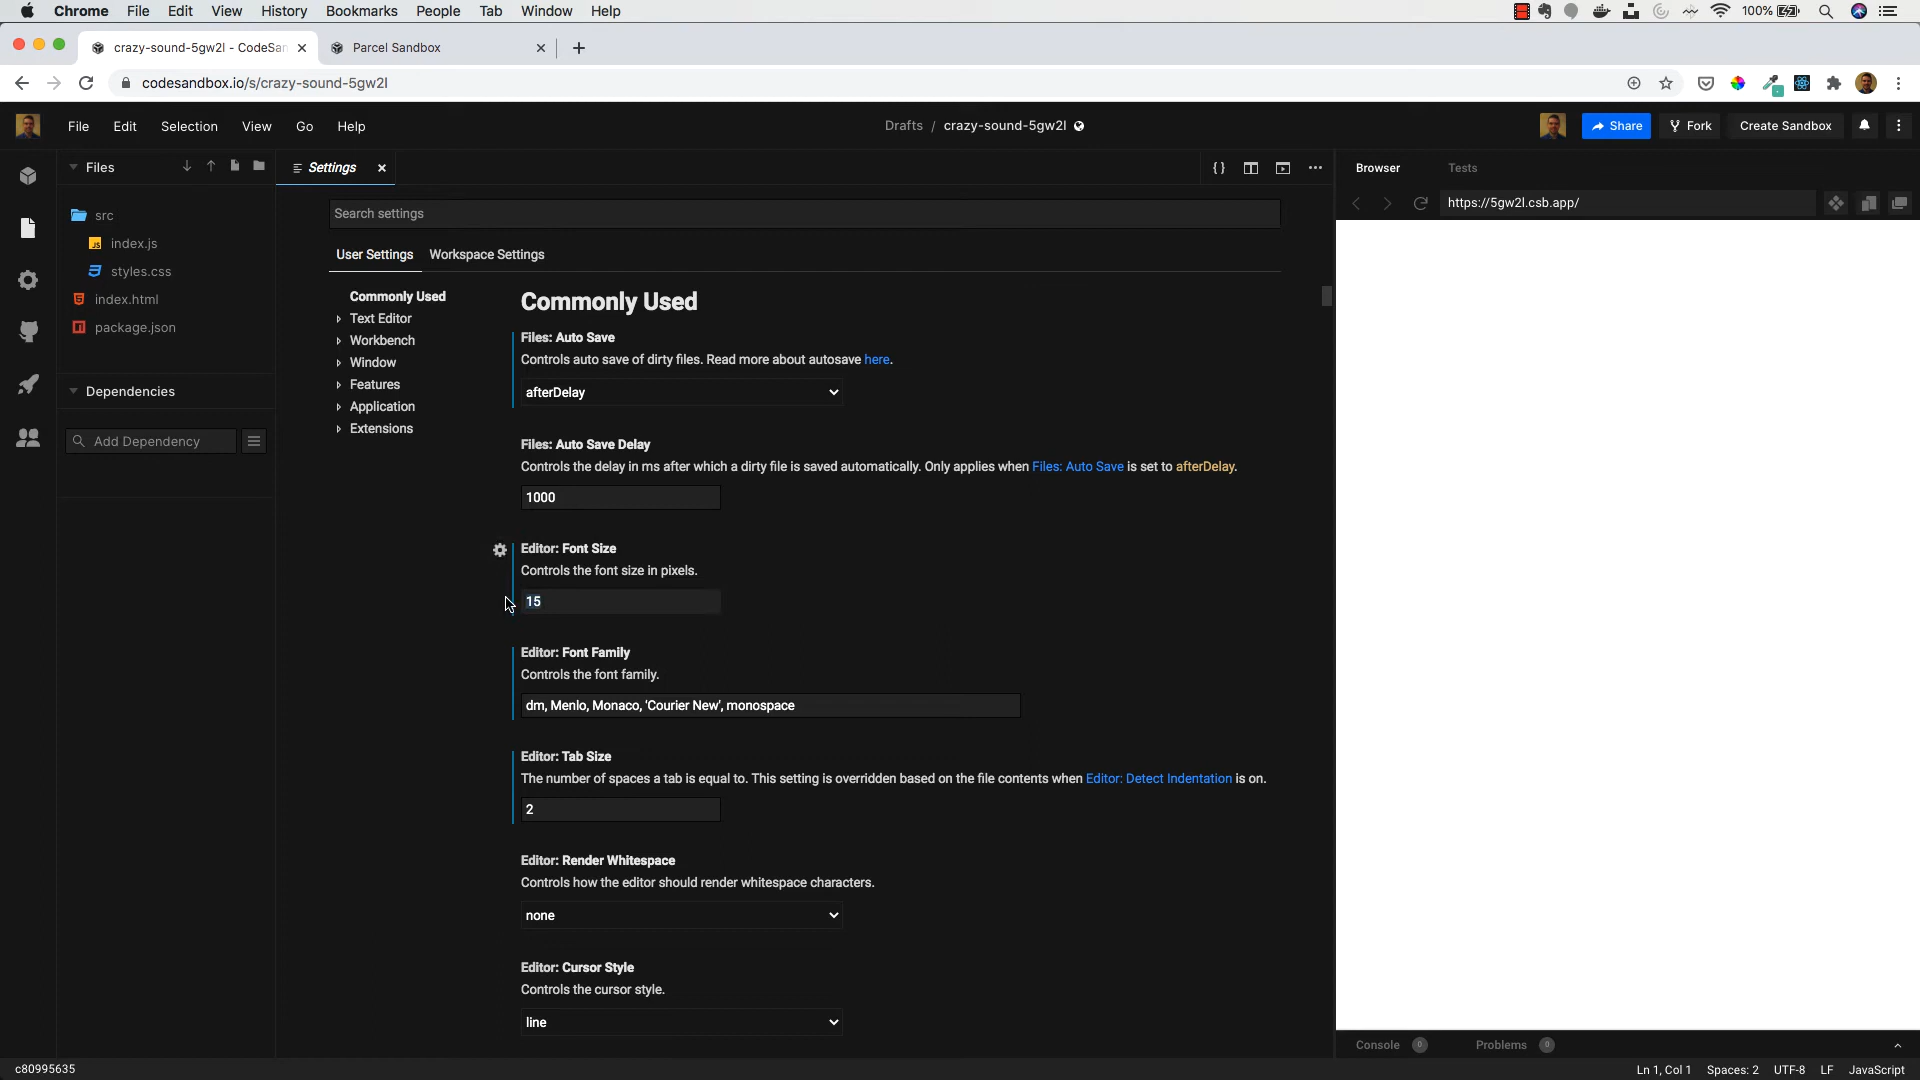 Chrome File Edit View History Bookmarks People Tab Window Help 100%
crazy-sound-5gw2l - CodeSan Parcel Sandbox
codesandbox.io/s/crazy-sound-5gw2l
File Edit Selection View Go Help Drafts / crazy-sound-5gw2l Share Fork Create Sandbox
Files
Settings
Browser Tests
https://5gw2l.csb.app/
src
index.js
styles.css
index.html
package.json
Dependencies
Add Dependency
Search settings
User Settings Workspace Settings
Commonly Used
Text Editor
Workbench
Window
Features
Application
Extensions
Commonly Used
Files: Auto Save
Controls auto save of dirty files. Read more about autosave here.
afterDelay
Files: Auto Save Delay
Controls the delay in ms after which a dirty file is saved automatically. Only applies when Files: Auto Save is set to afterDelay.
1000
Editor: Font Size
Controls the font size in pixels.
15
Editor: Font Family
Controls the font family.
dm, Menlo, Monaco, 'Courier New', monospace
Editor: Tab Size
The number of spaces a tab is equal to. This setting is overridden based on the file contents when Editor: Detect Indentation is on.
2
Editor: Render Whitespace
Controls how the editor should render whitespace characters.
none
Editor: Cursor Style
Controls the cursor style.
line
Console 0 Problems 0
c80995635 Ln 1, Col 1 Spaces: 2 UTF-8 LF JavaScript